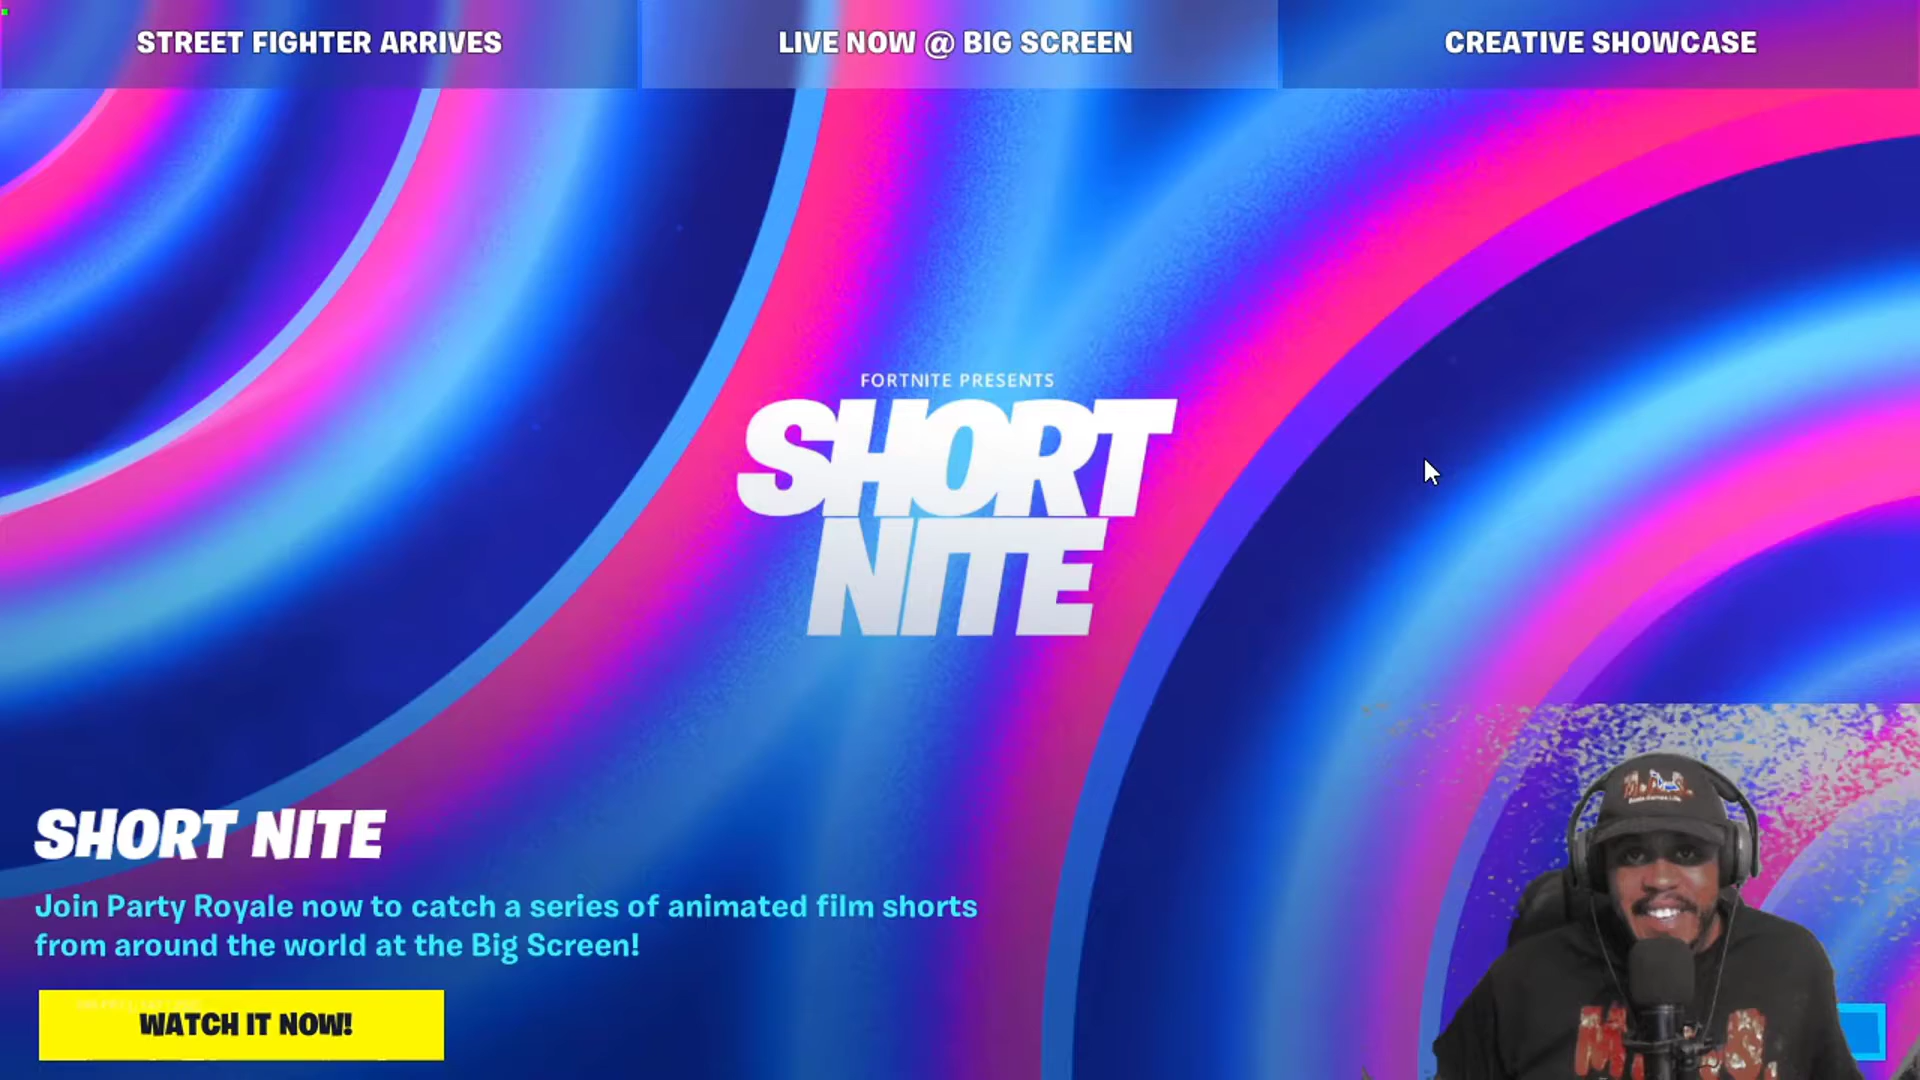 STREET FIGHTER ARRIVES
LIVE NOW @ BIG SCREEN
CREATIVE SHOWCASE
FORTNITE PRESENTS
SHORT
NITE
SHORT NITE
Join Party Royale now to catch a series of animated film shorts
from around the world at the Big Screen!
WATCH IT NOW!